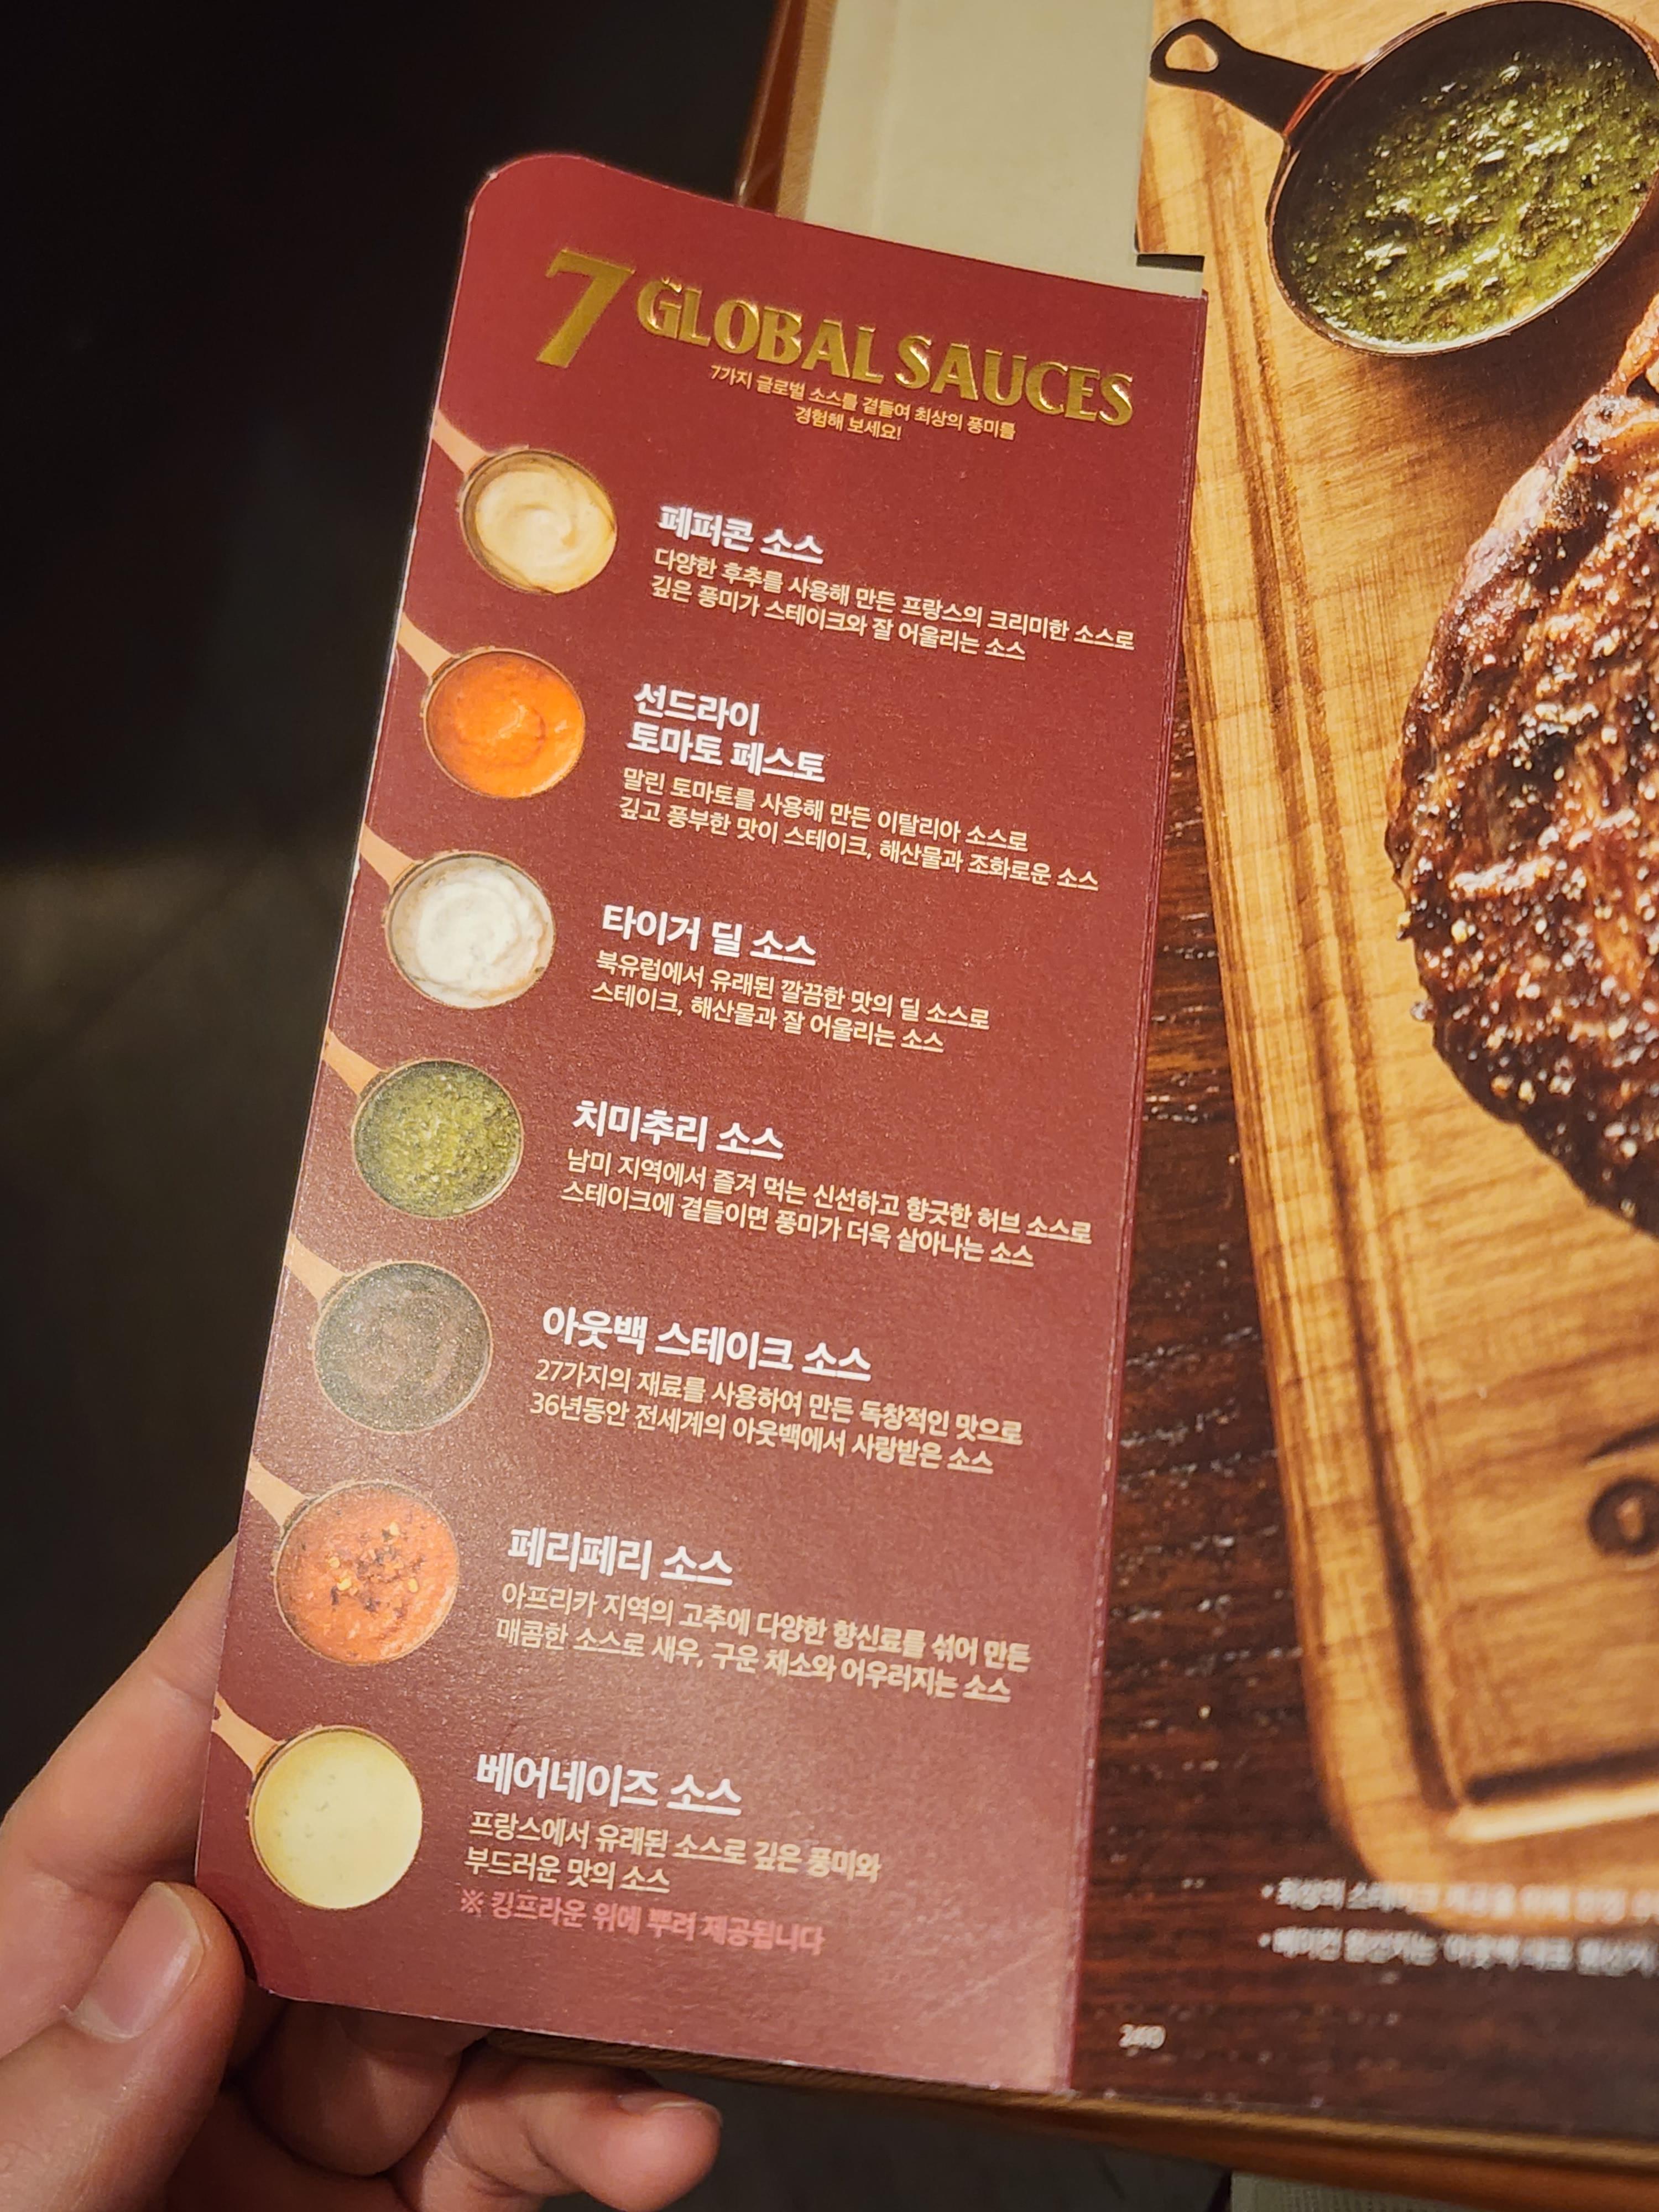 7 GLOBAL SAUCES
7가지 글로벌 소스를 곁들여 최상의 풍미를
경험해 보세요!
페퍼콘 소스
다양한 후추를 사용해 만든 프랑스의 크리미한 소스로
깊은 풍미가 스테이크와 잘 어울리는 소스
선드라이
토마토 페스토
말린 토마토를 사용해 만든 이탈리아 소스로
깊고 풍부한 맛이 스테이크, 해산물과 조화로운 소스
타이거 딜 소스
북유럽에서 유래된 깔끔한 맛의 딜 소스로
스테이크, 해산물과 잘 어울리는 소스
치미추리 소스
남미 지역에서 즐겨 먹는 신선하고 향긋한 허브 소스로
스테이크에 곁들이면 풍미가 더욱 살아나는 소스
아웃백 스테이크 소스
27가지의 재료를 사용하여 만든 독창적인 맛으로
36년동안 전세계의 아웃백에서 사랑받은 소스
페리페리 소스
아프리카 지역의 고추에 다양한 향신료를 섞어 만든
매콤한 소스로 새우, 구운 채소와 어우러지는 소스
베어네이즈 소스
프랑스에서 유래된 소스로 깊은 풍미와
부드러운 맛의 소스
※ 킹프라운 위에 뿌려 제공됩니다